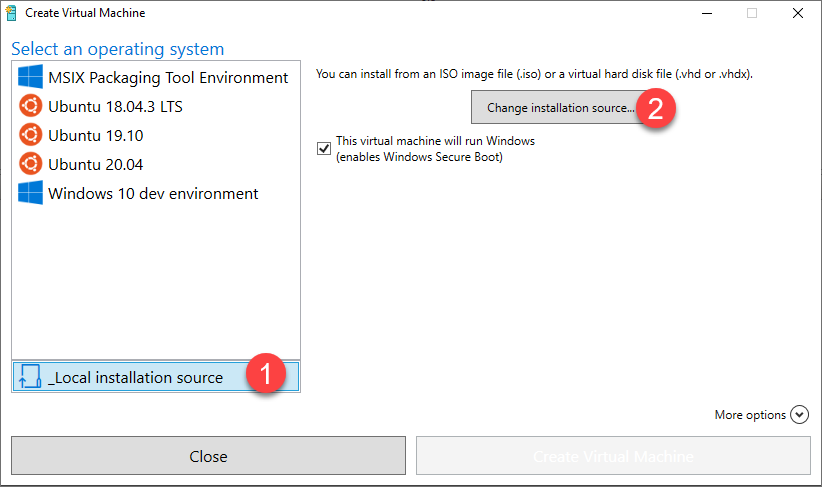 Create Virtual Machine
Select an operating system
MSIX Packaging Tool Environment
Ubuntu 18.04.3 LTS
Ubuntu 19.10
Ubuntu 20.04
Windows 10 dev environment
_Local installation source
1
You can install from an ISO image file (.iso) or a virtual hard disk file (.vhd or .vhdx).
Change installation source...
2
This virtual machine will run Windows
(enables Windows Secure Boot)
More options
Close
Create Virtual Machine